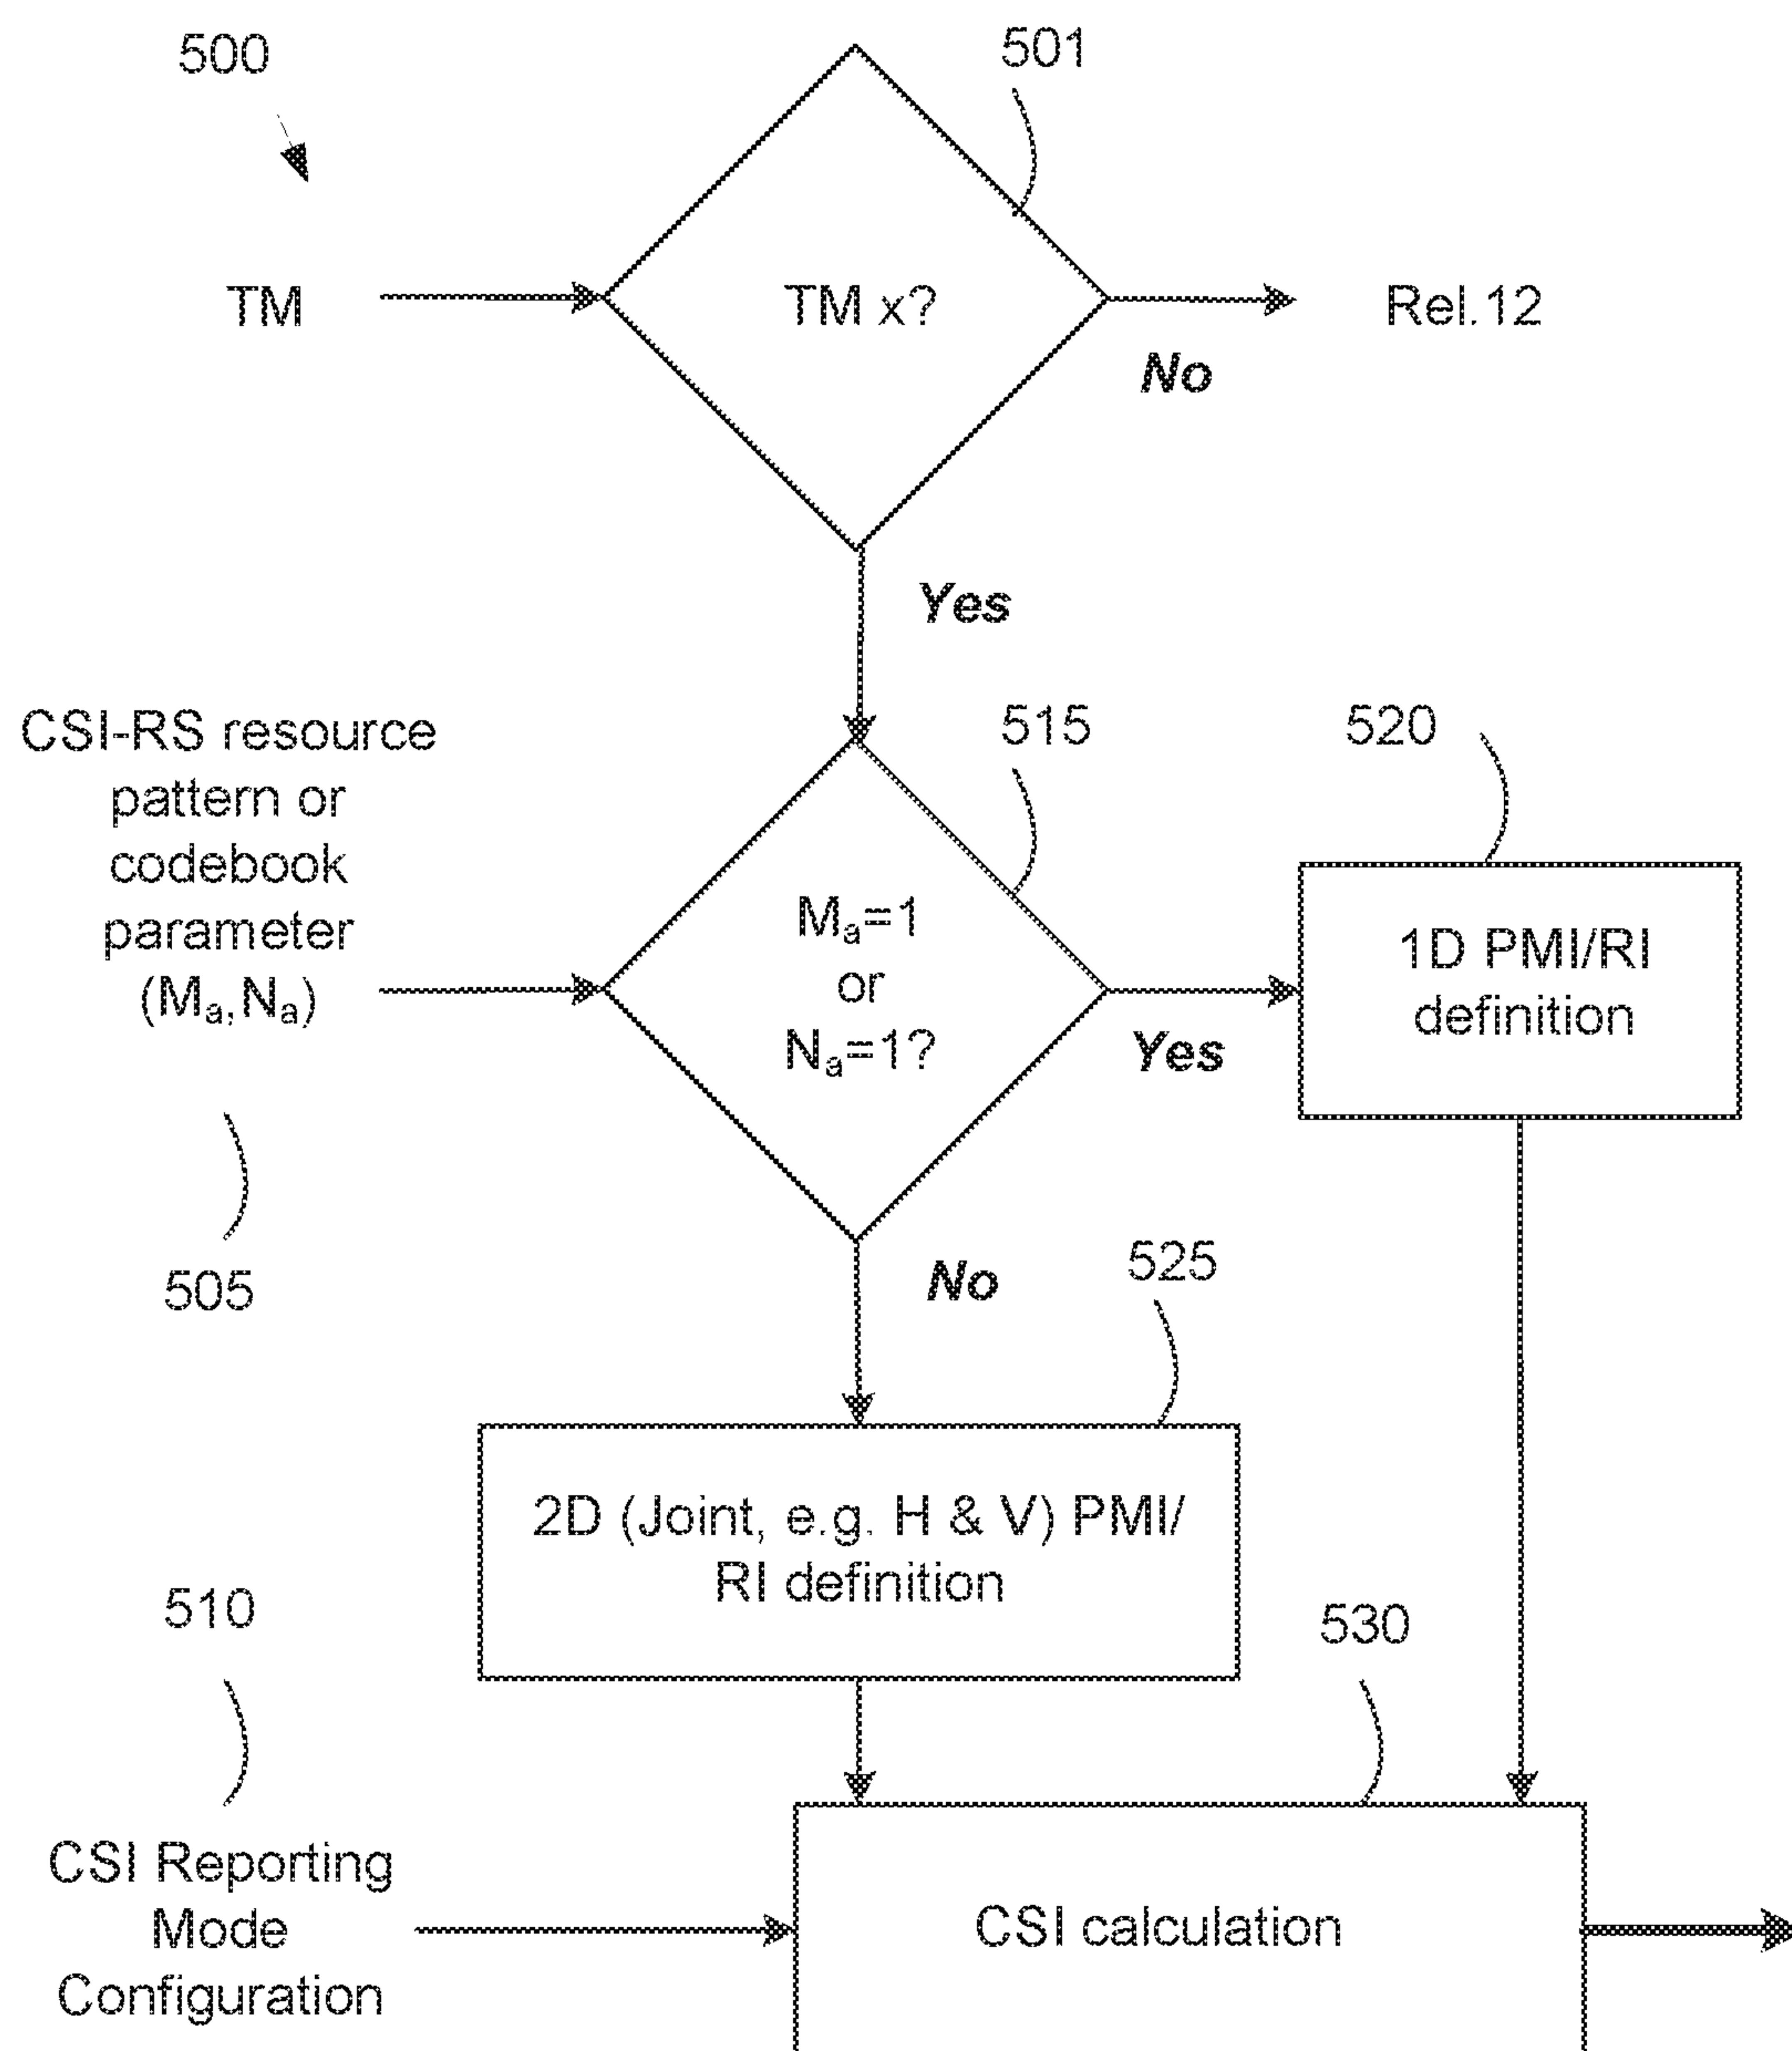 500
501
TM
TM x?
Rel.12
No
Yes
CSI-RS resource
pattern or
codebook
parameter
(Ma,Na)
515
520
Ma=1
or
Na=1?
Yes
1D PMI/RI
definition
505
No
525
2D (Joint, e.g. H & V) PMI/
RI definition
510
530
CSI Reporting
Mode
Configuration
CSI calculation